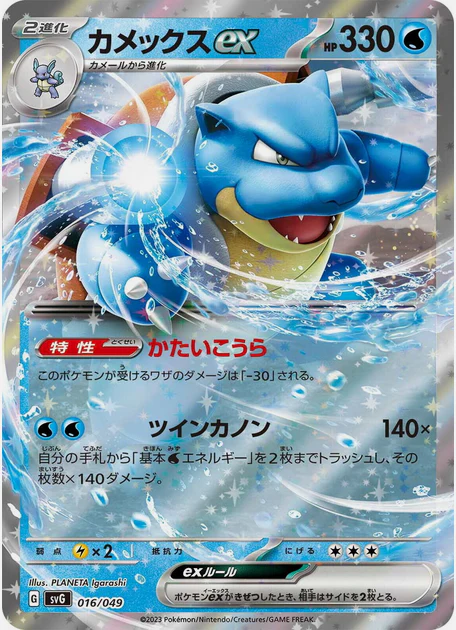 2進化
カメックスex
HP330
カメールから進化
特性
とくせい
かたいこうら
このポケモンが受けるワザのダメージは「-30」される。
ツインカノン 140×
自分の手札から「基本エネルギー」を2枚までトラッシュし、その
枚数×140ダメージ。
弱点 ×2 抵抗力 にげる
Illus. PLANETA Igarashi
exルール
ポケモンexがきぜつしたとき、相手はサイドを2枚とる。
G svG 016/049
©2023 Pokémon/Nintendo/Creatures/GAME FREAK.